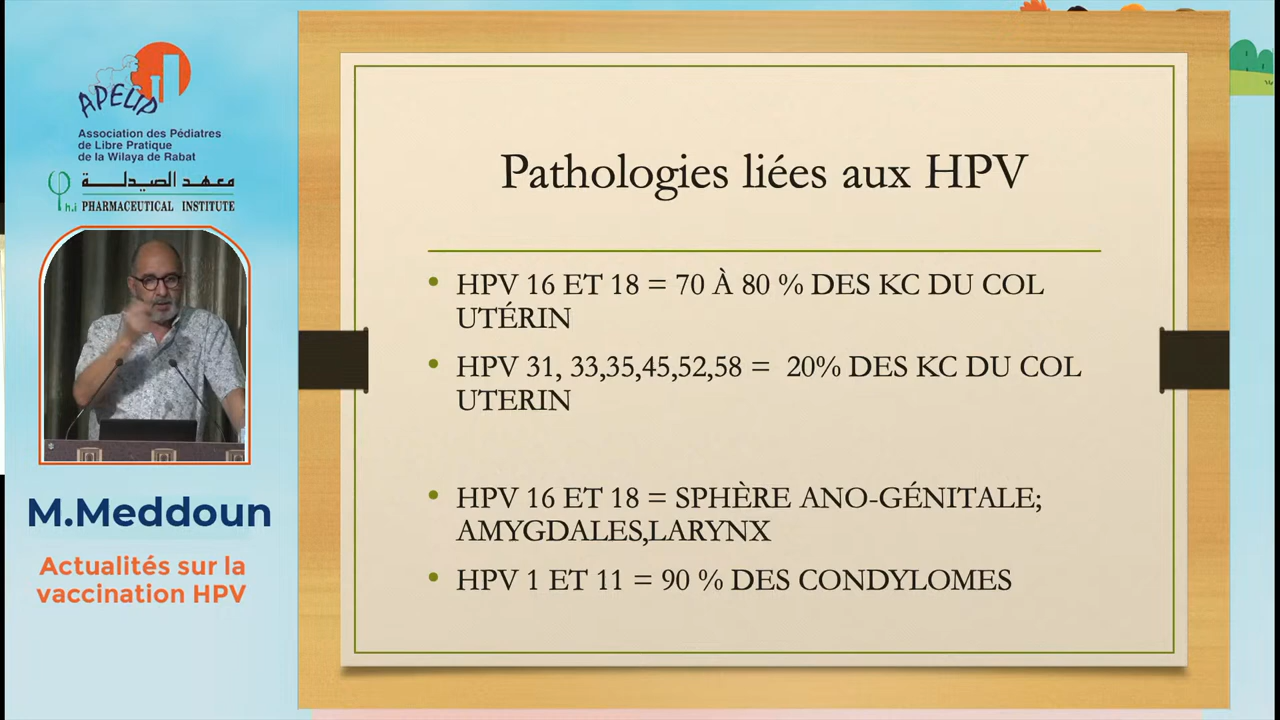 APELIP
Association des Pédiatres
de Libre Pratique
de la Wilaya de Rabat
معهد الصيدلة
h.i PHARMACEUTICAL INSTITUTE
M.Meddoun
Actualités sur la
vaccination HPV
Pathologies liées aux HPV
• HPV 16 ET 18 = 70 À 80 % DES KC DU COL
UTÉRIN
• HPV 31, 33,35,45,52,58 = 20% DES KC DU COL
UTERIN
• HPV 16 ET 18 = SPHÈRE ANO-GÉNITALE;
AMYGDALES,LARYNX
• HPV 1 ET 11 = 90 % DES CONDYLOMES